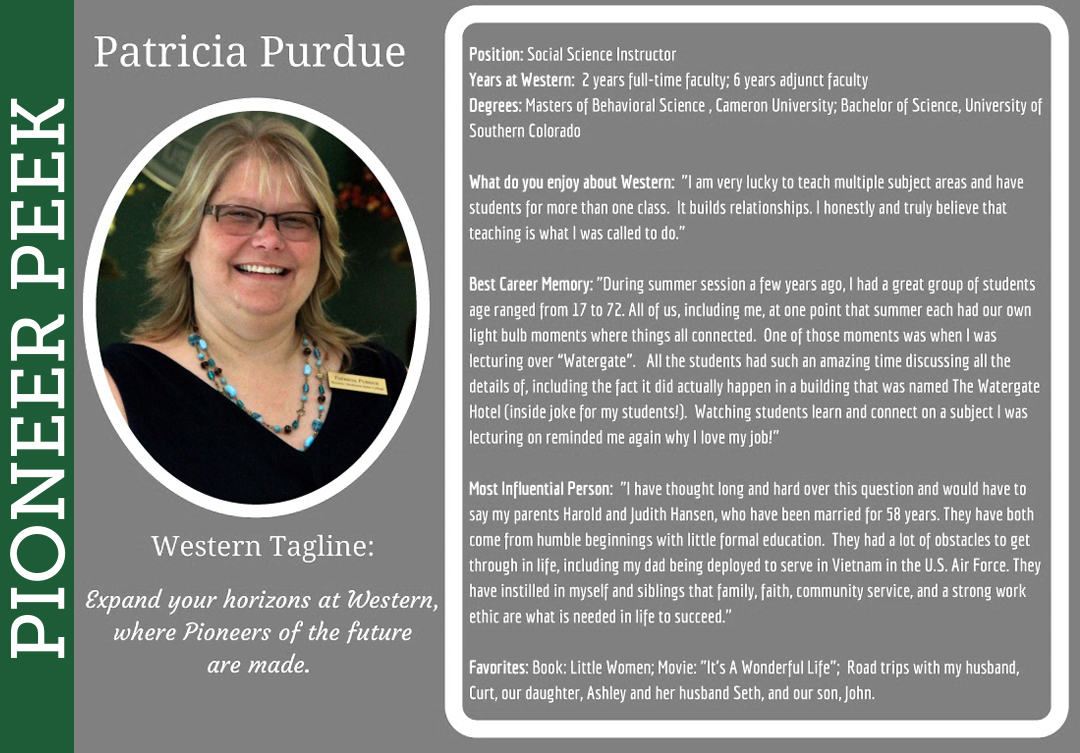 PIONEER PEEK
Patricia Purdue
Western Tagline:
Expand your horizons at Western,
where Pioneers of the future
are made.
Position: Social Science Instructor
Years at Western: 2 years full-time faculty; 6 years adjunct faculty
Degrees: Masters of Behavioral Science , Cameron University; Bachelor of Science, University of
Southern Colorado
What do you enjoy about Western: "I am very lucky to teach multiple subject areas and have
students for more than one class. It builds relationships. I honestly and truly believe that
teaching is what I was called to do."
Best Career Memory: "During summer session a few years ago, I had a great group of students
age ranged from 17 to 72. All of us, including me, at one point that summer each had our own
light bulb moments where things all connected. One of those moments was when I was
lecturing over "Watergate". All the students had such an amazing time discussing all the
details of, including the fact it did actually happen in a building that was named The Watergate
Hotel (inside joke for my students!). Watching students learn and connect on a subject I was
lecturing on reminded me again why I love my job!"
Most Influential Person: "I have thought long and hard over this question and would have to
say my parents Harold and Judith Hansen, who have been married for 58 years. They have both
come from humble beginnings with little formal education. They had a lot of obstacles to get
through in life, including my dad being deployed to serve in Vietnam in the U.S. Air Force. They
have instilled in myself and siblings that family, faith, community service, and a strong work
ethic are what is needed in life to succeed."
Favorites: Book: Little Women; Movie: "It's A Wonderful Life"; Road trips with my husband,
Curt, our daughter, Ashley and her husband Seth, and our son, John.
Patricia Purdue